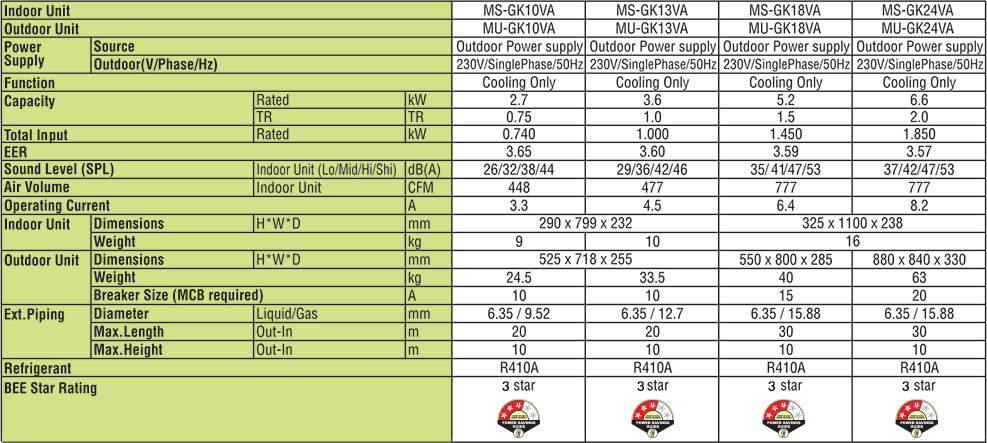 Indoor Unit MS-GK10VA MS-GK13VA MS-GK18VA MS-GK24VA
Outdoor Unit MU-GK10VA MU-GK13VA MU-GK18VA MU-GK24VA
Power Supply Source Outdoor Power supply Outdoor Power supply Outdoor Power supply Outdoor Power supply
Outdoor(V/Phase/Hz) 230V/SinglePhase/50Hz 230V/SinglePhase/50Hz 230V/SinglePhase/50Hz 230V/SinglePhase/50Hz
Function Cooling Only Cooling Only Cooling Only Cooling Only
Capacity Rated kW 2.7 3.6 5.2 6.6
TR TR 0.75 1.0 1.5 2.0
Total Input Rated kW 0.740 1.000 1.450 1.850
EER 3.65 3.60 3.59 3.57
Sound Level (SPL) Indoor Unit (Lo/Mid/Hi/Shi) dB(A) 26/32/38/44 29/36/42/46 35/ 41/47/53 37/42/47/53
Air Volume Indoor Unit CFM 448 477 777 777
Operating Current A 3.3 4.5 6.4 8.2
Indoor Unit Dimensions H*W*D mm 290 x 799 x 232 325 x 1100 x 238
Weight kg 9 10 16
Outdoor Unit Dimensions H*W*D mm 525 x 718 x 255 550 x 800 x 285 880 x 840 x 330
Weight kg 24.5 33.5 40 63
Breaker Size (MCB required) A 10 10 15 20
Ext.Piping Diameter Liquid/Gas mm 6.35 / 9.52 6.35 / 12.7 6.35 / 15.88 6.35 / 15.88
Max.Length Out-In m 20 20 30 30
Max.Height Out-In m 10 10 10 10
Refrigerant R410A R410A R410A R410A
BEE Star Rating 3 star 3 star 3 star 3 star
POWER SAVINGS GUIDE POWER SAVINGS GUIDE POWER SAVINGS GUIDE POWER SAVINGS GUIDE